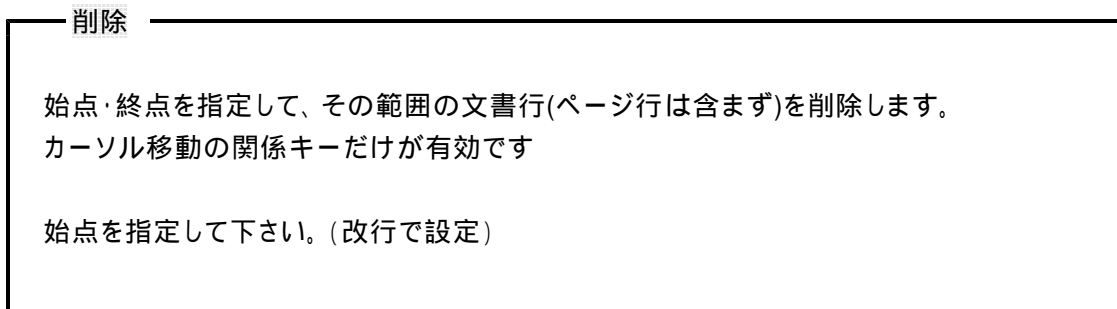 削除
始点・終点を指定して、その範囲の文書行(ページ行は含まず)を削除します。
カーソル移動の関係キーだけが有効です
始点を指定して下さい。(改行で設定)